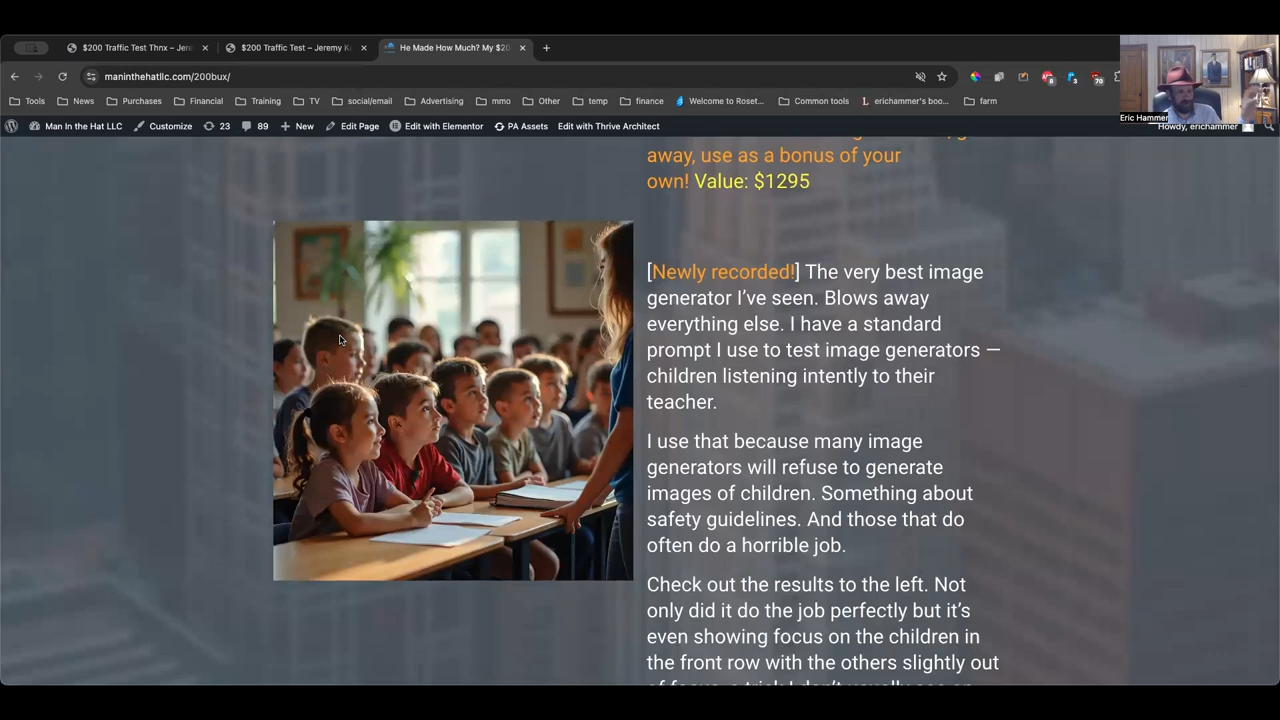 $200 Traffic Test Thnx – Jere
$200 Traffic Test – Jeremy K
He Made How Much? My $20
maninthehatllc.com/200bux/
Tools
News
Purchases
Financial
Training
TV
social/email
Advertising
mmo
Other
temp
finance
Welcome to Roset...
Common tools
erichammer's boo...
farm
Man In the Hat LLC
Customize
23
89
New
Edit Page
Edit with Elementor
PA Assets
Edit with Thrive Architect
Eric Hammer
Howdy, erichammer
away, use as a bonus of your
own! Value: $1295
[Newly recorded!] The very best image
generator I've seen. Blows away
everything else. I have a standard
prompt I use to test image generators —
children listening intently to their
teacher.
I use that because many image
generators will refuse to generate
images of children. Something about
safety guidelines. And those that do
often do a horrible job.
Check out the results to the left. Not
only did it do the job perfectly but it's
even showing focus on the children in
the front row with the others slightly out